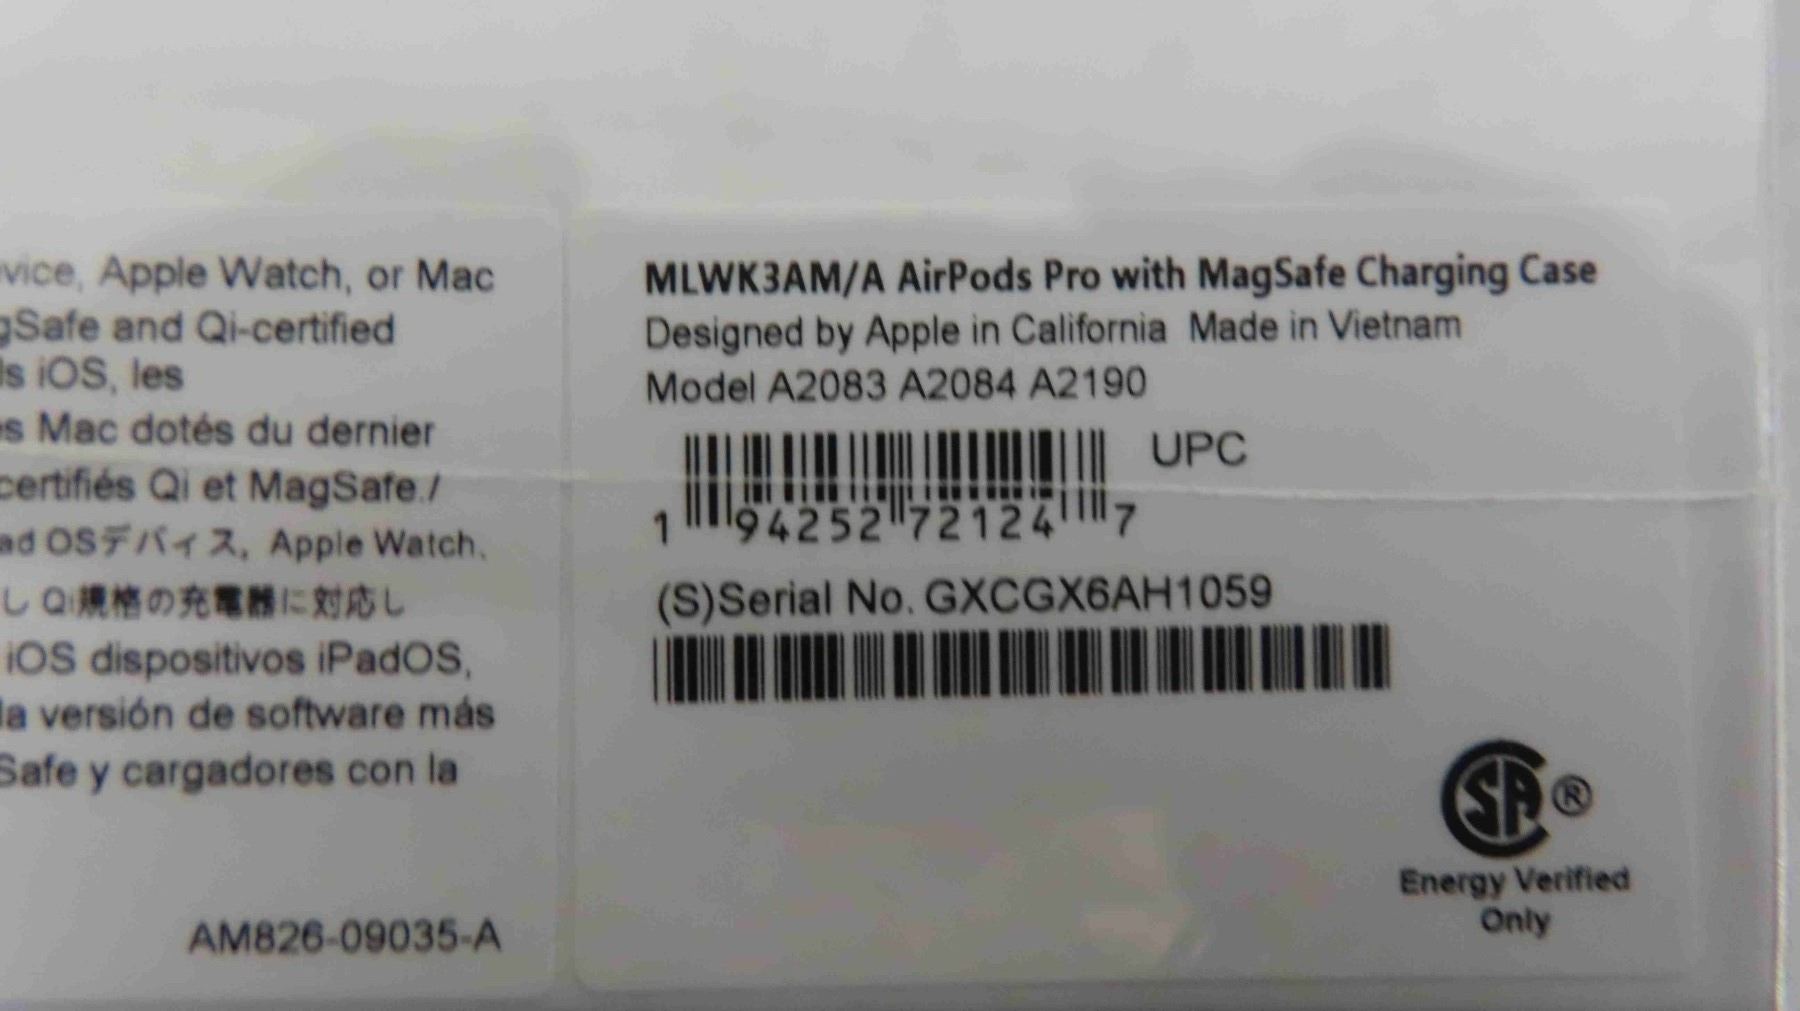 vice, Apple Watch, or Mac
gSafe and Qi-certified
ls iOS, les
es Mac dotés du dernier
certifiés Qi et MagSafe./
ad OSデバイス, Apple Watch、
し Qi規格の充電器に対応し
iOS dispositivos iPadOS,
la versión de software más
Safe y cargadores con la
AM826-09035-A
MLWK3AM/A AirPods Pro with MagSafe Charging Case
Designed by Apple in California Made in Vietnam
Model A2083 A2084 A2190
UPC
1 94252 72124 7
(S)Serial No. GXCGX6AH1059
SA ®
Energy Verified
Only